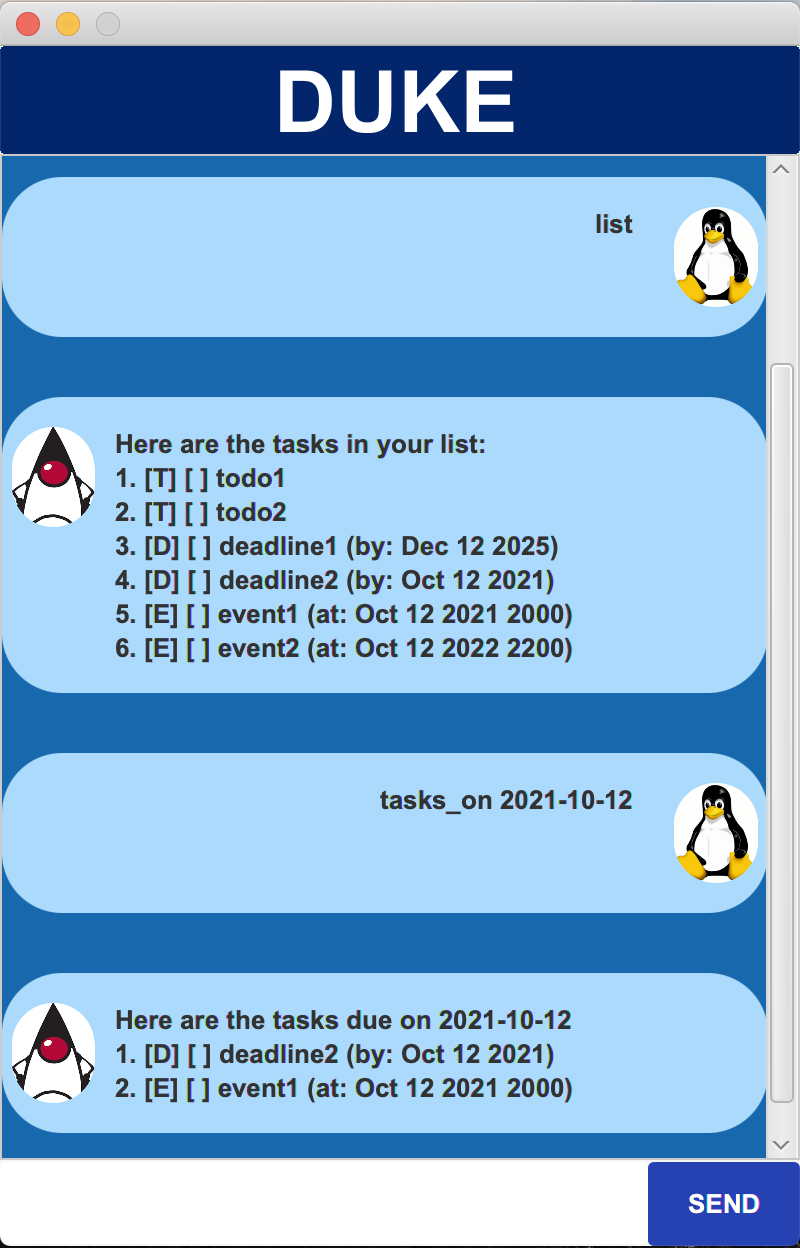 DUKE
list
Here are the tasks in your list:
1. [T] [ ] todo1
2. [T] [ ] todo2
3. [D] [ ] deadline1 (by: Dec 12 2025)
4. [D] [ ] deadline2 (by: Oct 12 2021)
5. [E] [ ] event1 (at: Oct 12 2021 2000)
6. [E] [ ] event2 (at: Oct 12 2022 2200)
tasks_on 2021-10-12
Here are the tasks due on 2021-10-12
1. [D] [ ] deadline2 (by: Oct 12 2021)
2. [E] [ ] event1 (at: Oct 12 2021 2000)
SEND